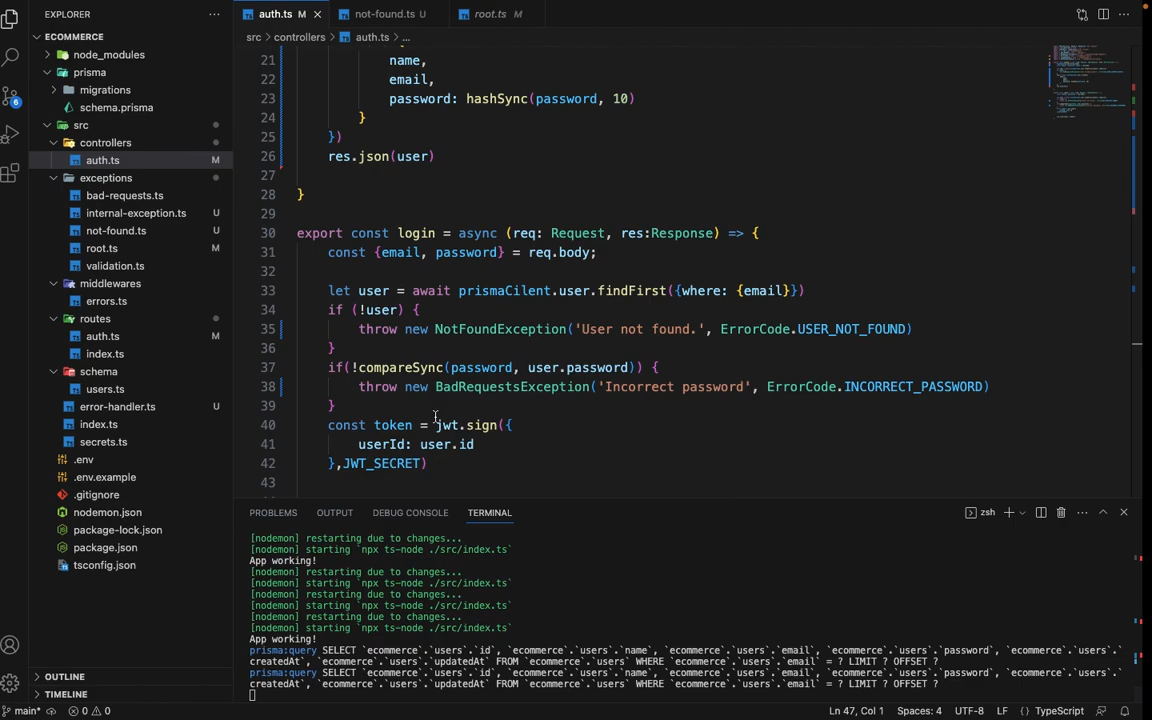 EXPLORER
ECOMMERCE
node_modules
prisma
migrations
schema.prisma
src
controllers
auth.ts M
exceptions
bad-requests.ts
internal-exception.ts U
not-found.ts U
root.ts M
validation.ts
middlewares
errors.ts
routes
auth.ts M
index.ts
schema
users.ts
error-handler.ts U
index.ts
secrets.ts
.env
.env.example
.gitignore
nodemon.json
package-lock.json
package.json
tsconfig.json
OUTLINE
TIMELINE
6
auth.ts M
not-found.ts U
root.ts M
src > controllers > auth.ts > ...
21 name,
22 email,
23 password: hashSync(password, 10)
24 }
25 })
26 res.json(user)
27
28 }
29
30 export const login = async (req: Request, res:Response) => {
31 const {email, password} = req.body;
32
33 let user = await prismaCilent.user.findFirst({where: {email}})
34 if (!user) {
35 throw new NotFoundException('User not found.', ErrorCode.USER_NOT_FOUND)
36 }
37 if(!compareSync(password, user.password)) {
38 throw new BadRequestsException('Incorrect password', ErrorCode.INCORRECT_PASSWORD)
39 }
40 const token = jwt.sign({
41 userId: user.id
42 },JWT_SECRET)
43
PROBLEMS OUTPUT DEBUG CONSOLE TERMINAL
zsh
[nodemon] restarting due to changes...
[nodemon] starting `npx ts-node ./src/index.ts`
App working!
[nodemon] restarting due to changes...
[nodemon] starting `npx ts-node ./src/index.ts`
[nodemon] restarting due to changes...
[nodemon] starting `npx ts-node ./src/index.ts`
[nodemon] restarting due to changes...
[nodemon] starting `npx ts-node ./src/index.ts`
App working!
prisma:query SELECT `ecommerce`.`users`.`id`, `ecommerce`.`users`.`name`, `ecommerce`.`users`.`email`, `ecommerce`.`users`.`password`, `ecommerce`.`users`.`
createdAt`, `ecommerce`.`users`.`updatedAt` FROM `ecommerce`.`users` WHERE `ecommerce`.`users`.`email` = ? LIMIT ? OFFSET ?
prisma:query SELECT `ecommerce`.`users`.`id`, `ecommerce`.`users`.`name`, `ecommerce`.`users`.`email`, `ecommerce`.`users`.`password`, `ecommerce`.`users`.`
createdAt`, `ecommerce`.`users`.`updatedAt` FROM `ecommerce`.`users` WHERE `ecommerce`.`users`.`email` = ? LIMIT ? OFFSET ?
main* 0 0 Ln 47, Col 1 Spaces: 4 UTF-8 LF {} TypeScript